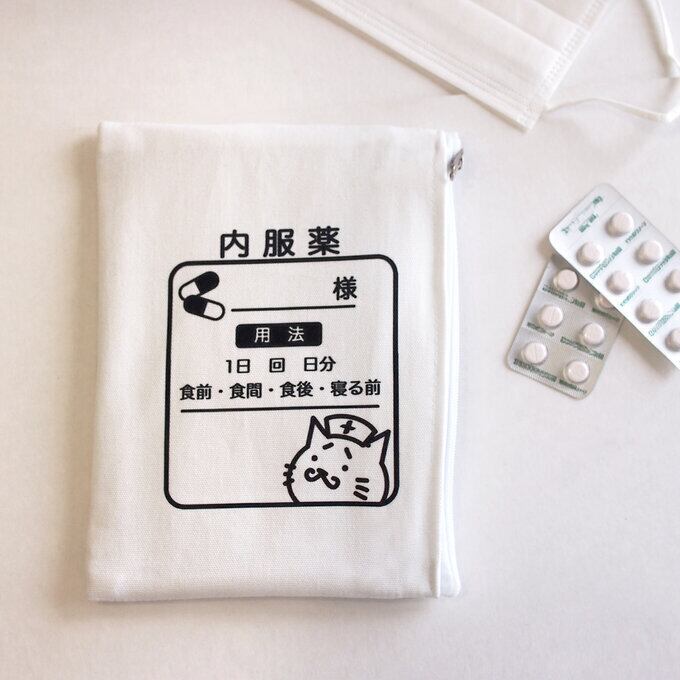 内服薬
様
用法
1日 回 日分
食前・食間・食後・寝る前